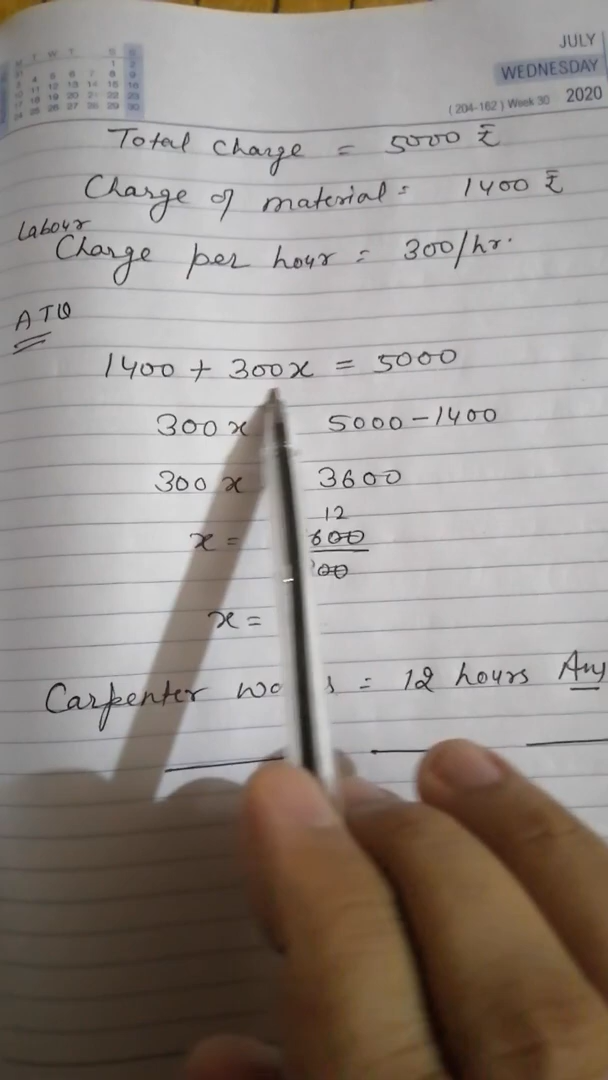 JULY
WEDNESDAY
(204-162) Week 30 2020
Total charge = 5000 ₹
Charge of material = 1400 ₹
Labour
Charge per hour = 300/hr.
ATQ
1400 + 300x = 5000
300x 5000-1400
300x 3600
12
x = 600
00
x =
Carpenter = 12 hours Ans